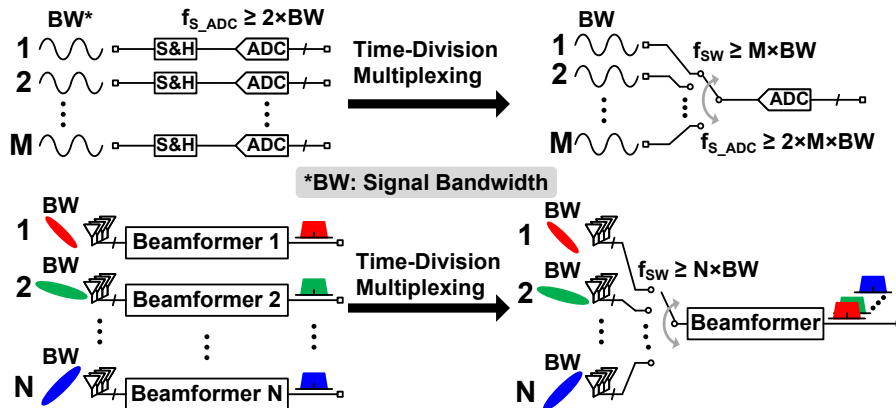 BW*
f_S_ADC ≥ 2×BW
1
S&H
ADC
2
S&H
ADC
M
S&H
ADC
Time-Division
Multiplexing
BW
1
f_SW ≥ M×BW
2
ADC
M
f_S_ADC ≥ 2×M×BW
*BW: Signal Bandwidth
BW
1
Beamformer 1
BW
2
Beamformer 2
BW
N
Beamformer N
Time-Division
Multiplexing
BW
1
f_SW ≥ N×BW
BW
2
Beamformer
BW
N